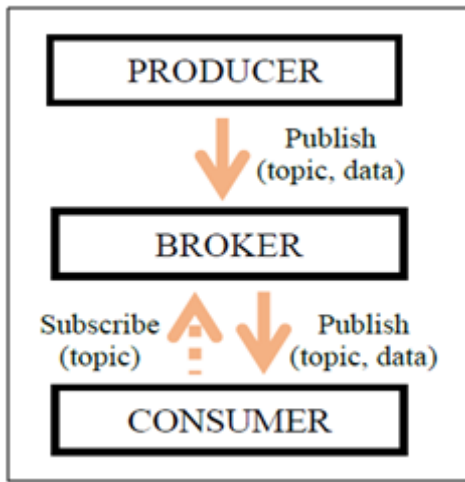 PRODUCER
Publish
(topic, data)
BROKER
Subscribe
(topic)
Publish
(topic, data)
CONSUMER